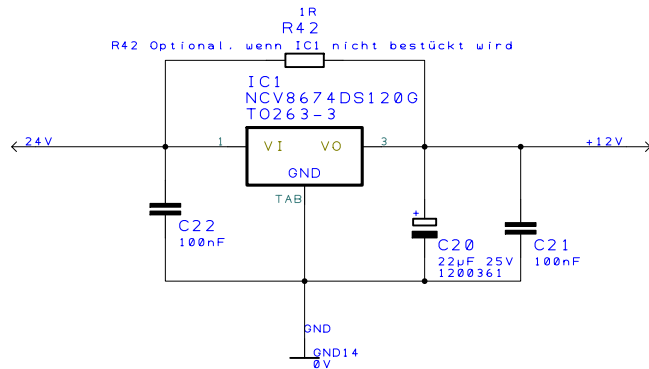 1R
R42
R42 Optional. wenn IC1 nicht bestückt wird
IC1
NCV8674DS120G
TO263-3
24V
1
VI
VO
3
+12V
GND
TAB
C22
100nF
+
C20
22µF 25V
1200361
C21
100nF
GND
GND14
0V